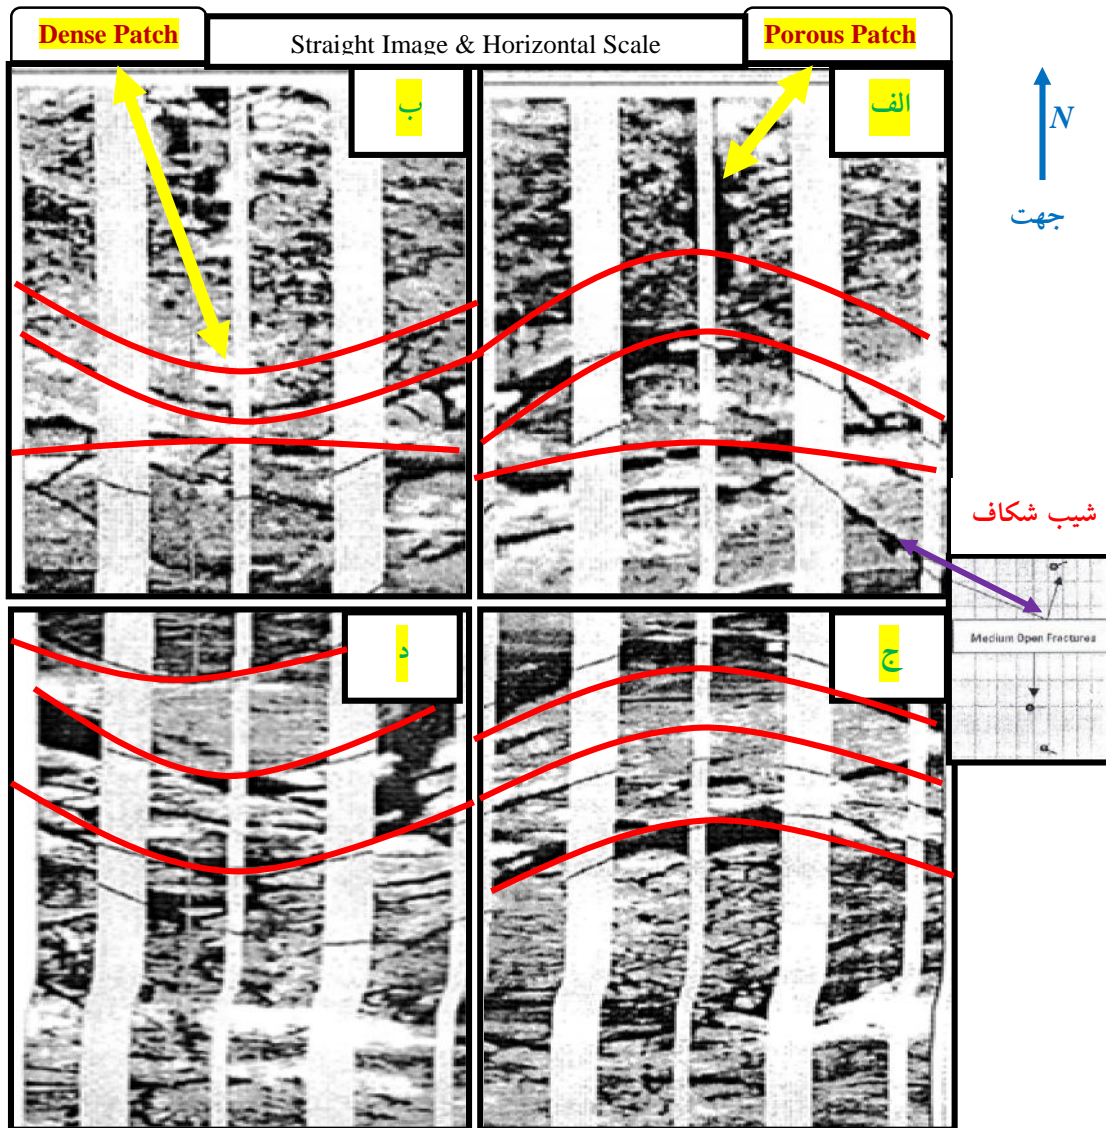 Dense Patch
Straight Image & Horizontal Scale
Porous Patch
ب
الف
N
جهت
شیب شکاف
Medium Open Fractures
د
ج